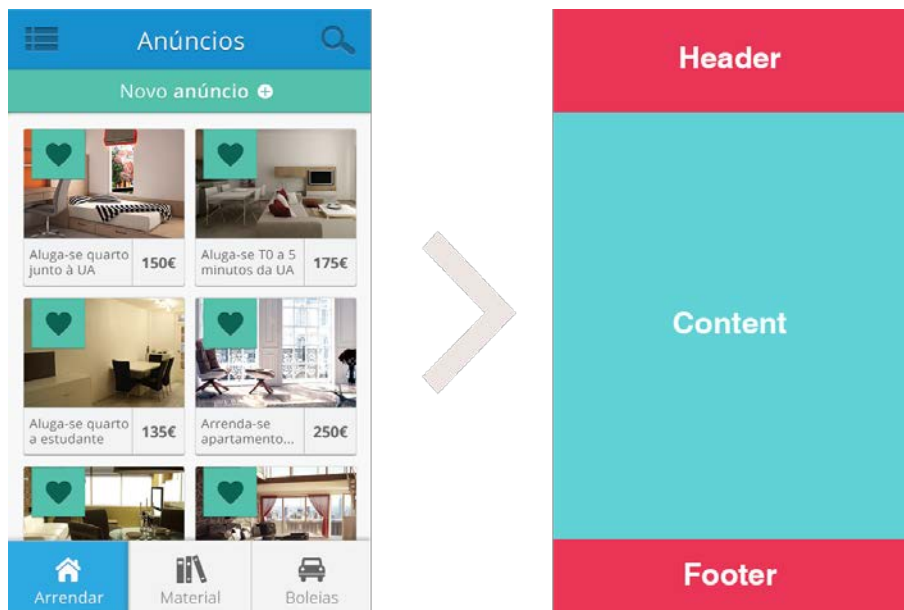 Anúncios
Novo anúncio
Aluga-se quarto
junto à UA
150€
Aluga-se T0 a 5
minutos da UA
175€
Aluga-se quarto
a estudante
135€
Arrenda-se
apartamento...
250€
Arrendar
Material
Boleias
Header
Content
Footer